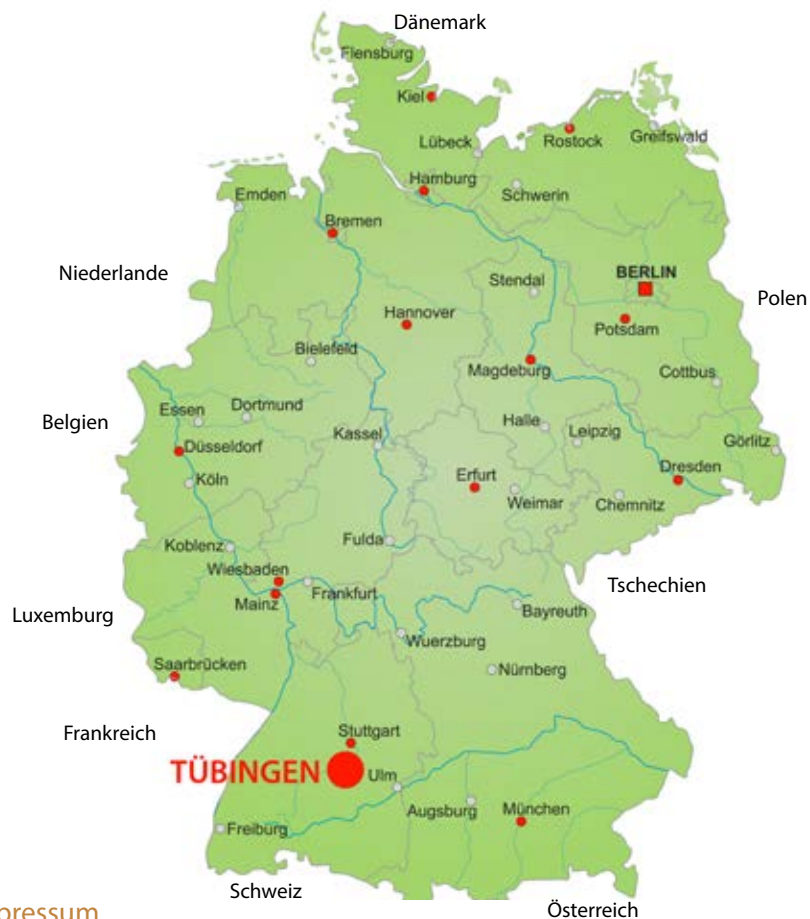 Dänemark
Flensburg
Kiel
Lübeck
Rostock
Greifswald
Hamburg
Schwerin
Emden
Bremen
Niederlande
Stendal
BERLIN
Polen
Hannover
Potsdam
Bielefeld
Magdeburg
Cottbus
Belgien
Essen
Dortmund
Halle
Leipzig
Görlitz
Düsseldorf
Kassel
Köln
Erfurt
Weimar
Dresden
Chemnitz
Koblenz
Fulda
Wiesbaden
Mainz
Frankfurt
Tschechien
Luxemburg
Bayreuth
Wuerzburg
Saarbrücken
Nürnberg
Frankreich
Stuttgart
TÜBINGEN
Ulm
Augsburg
München
Freiburg
Schweiz
Österreich
pressum